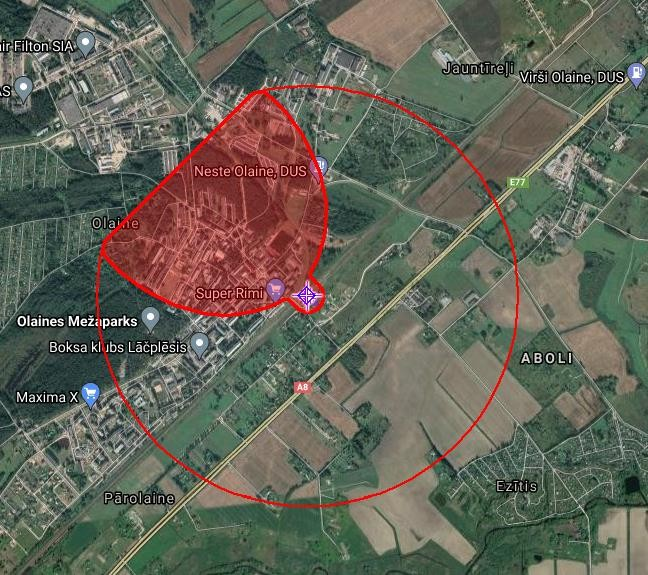 ir Filton SIA
AS
Jauntīreļi
Virši Olaine, DUS
Neste Olaine, DUS
E77
Olaine
Super Rimi
Olaines Mežaparks
Boksa klubs Lāčplēsis
ABOLI
A8
Maxima X
Ezītis
Pārolaine